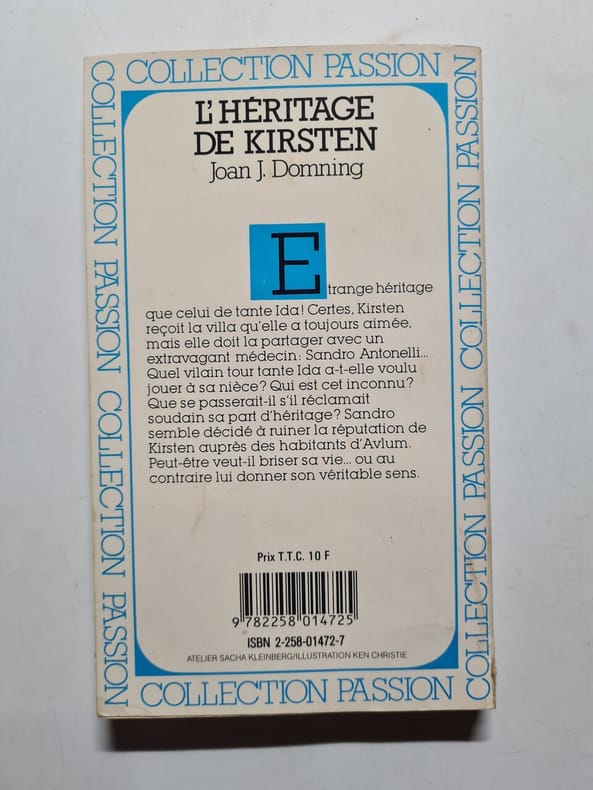 COLLECTION PASSION
COLLECTION PASSION COLLECTION PASSION
COLLECTION PASSION COLLECTION PASSION
L'HÉRITAGE
DE KIRSTEN
Joan J. Domning
Etrange héritage
que celui de tante Ida! Certes, Kirsten
reçoit la villa qu'elle a toujours aimée,
mais elle doit la partager avec un
extravagant médecin: Sandro Antonelli...
Quel vilain tour tante Ida a-t-elle voulu
jouer à sa nièce? Qui est cet inconnu?
Que se passerait-il s'il réclamait
soudain sa part d'héritage? Sandro
semble décidé à ruiner la réputation de
Kirsten auprès des habitants d'Avlum.
Peut-être veut-il briser sa vie... ou au
contraire lui donner son véritable sens.
Prix T.T.C. 10 F
9 782258 014725
ISBN 2-258-01472-7
ATELIER SACHA KLEINBERG/ILLUSTRATION KEN CHRISTIE
COLLECTION PASSION